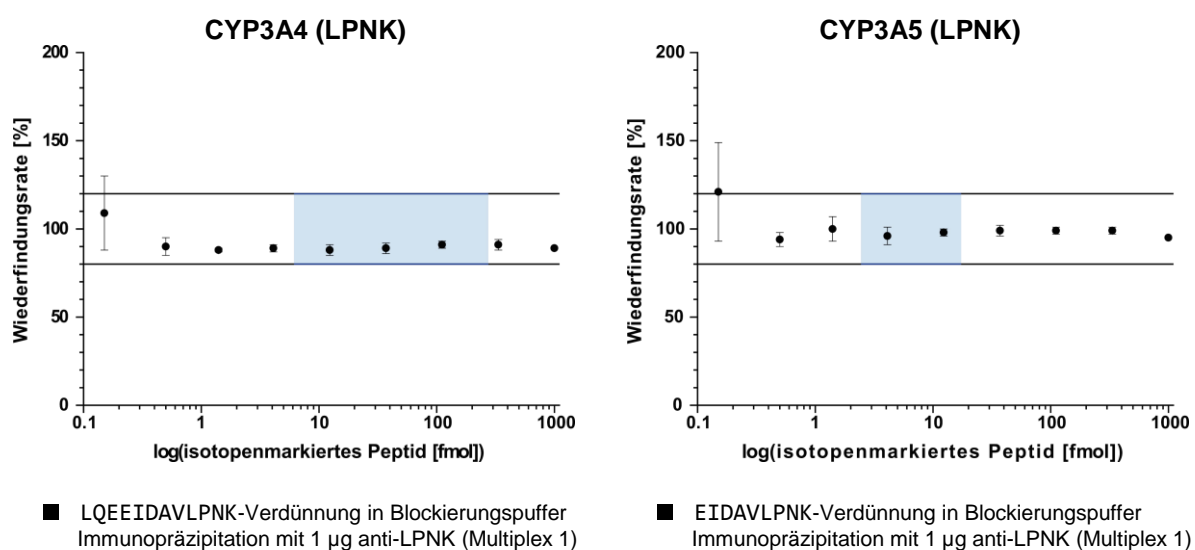 CYP3A4 (LPNK)
200
150
100
50
0
Wiederfindungsrate [%]
0.1 1 10 100 1000
log(isotopenmarkiertes Peptid [fmol])
LQEEIDAVLPNK-Verdünnung in Blockierungspuffer
Immunopräzipitation mit 1 µg anti-LPNK (Multiplex 1)
CYP3A5 (LPNK)
200
150
100
50
0
Wiederfindungsrate [%]
0.1 1 10 100 1000
log(isotopenmarkiertes Peptid [fmol])
EIDAVLPNK-Verdünnung in Blockierungspuffer
Immunopräzipitation mit 1 µg anti-LPNK (Multiplex 1)